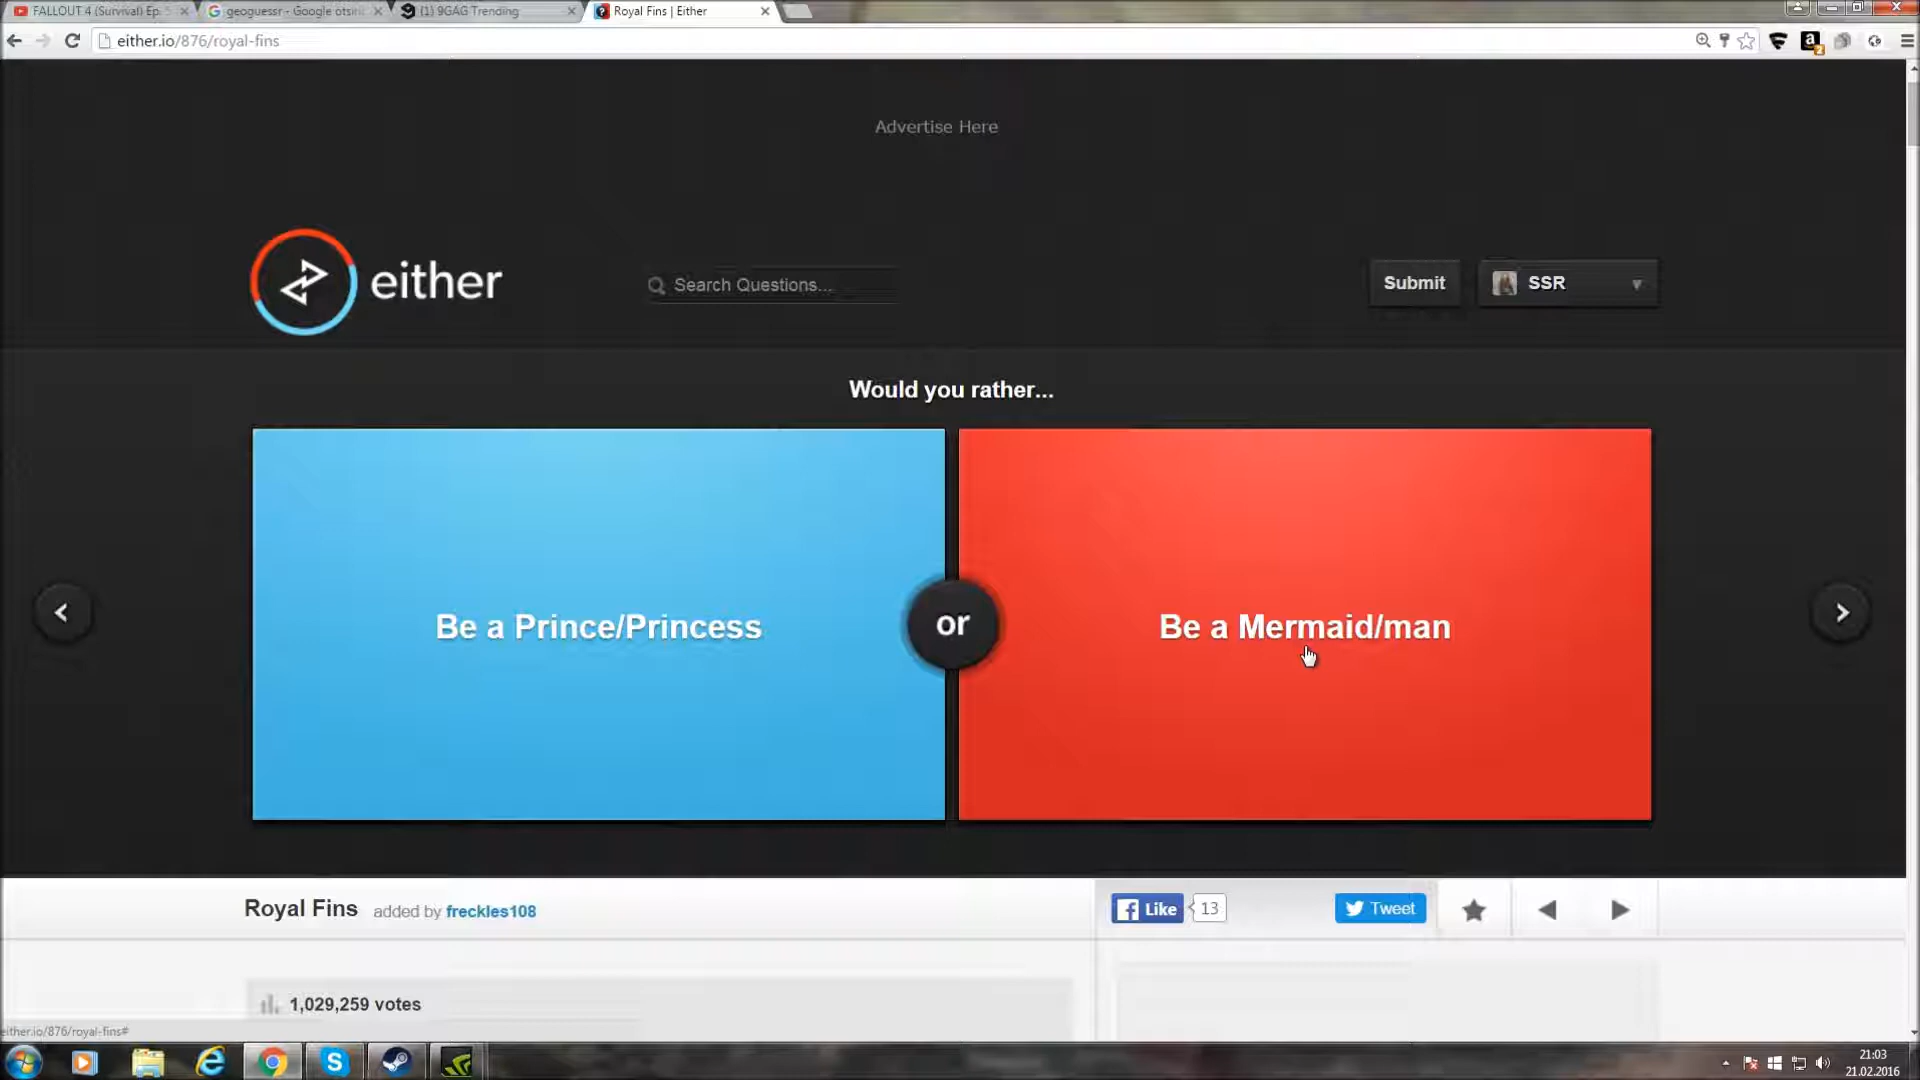 FALLOUT 4 (Survival) Ep.
geoguessr - Google otsin
(1) 9GAG Trending
Royal Fins | Either
either.io/876/royal-fins
Advertise Here
either
Search Questions...
Submit
SSR
Would you rather...
Be a Prince/Princess
or
Be a Mermaid/man
Royal Fins added by freckles108
Like 13
Tweet
1,029,259 votes
either.io/876/royal-fins#
21:03
21.02.2016